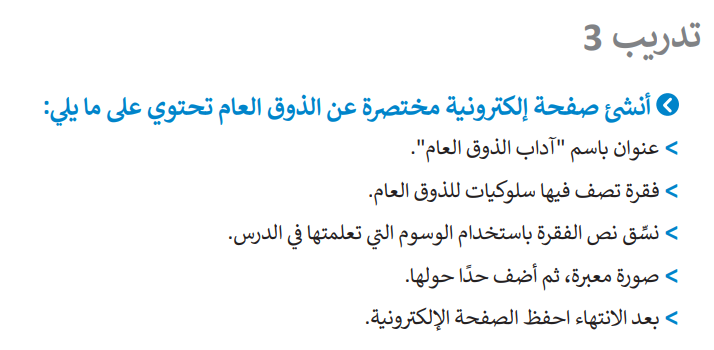 تدريب 3
أنشئ صفحة إلكترونية مختصرة عن الذوق العام تحتوي على ما يلي:
> عنوان باسم "آداب الذوق العام".
> فقرة تصف فيها سلوكيات للذوق العام.
> نسِّق نص الفقرة باستخدام الوسوم التي تعلمتها في الدرس.
> صورة معبرة، ثم أضف حدًا حولها.
> بعد الانتهاء احفظ الصفحة الإلكترونية.